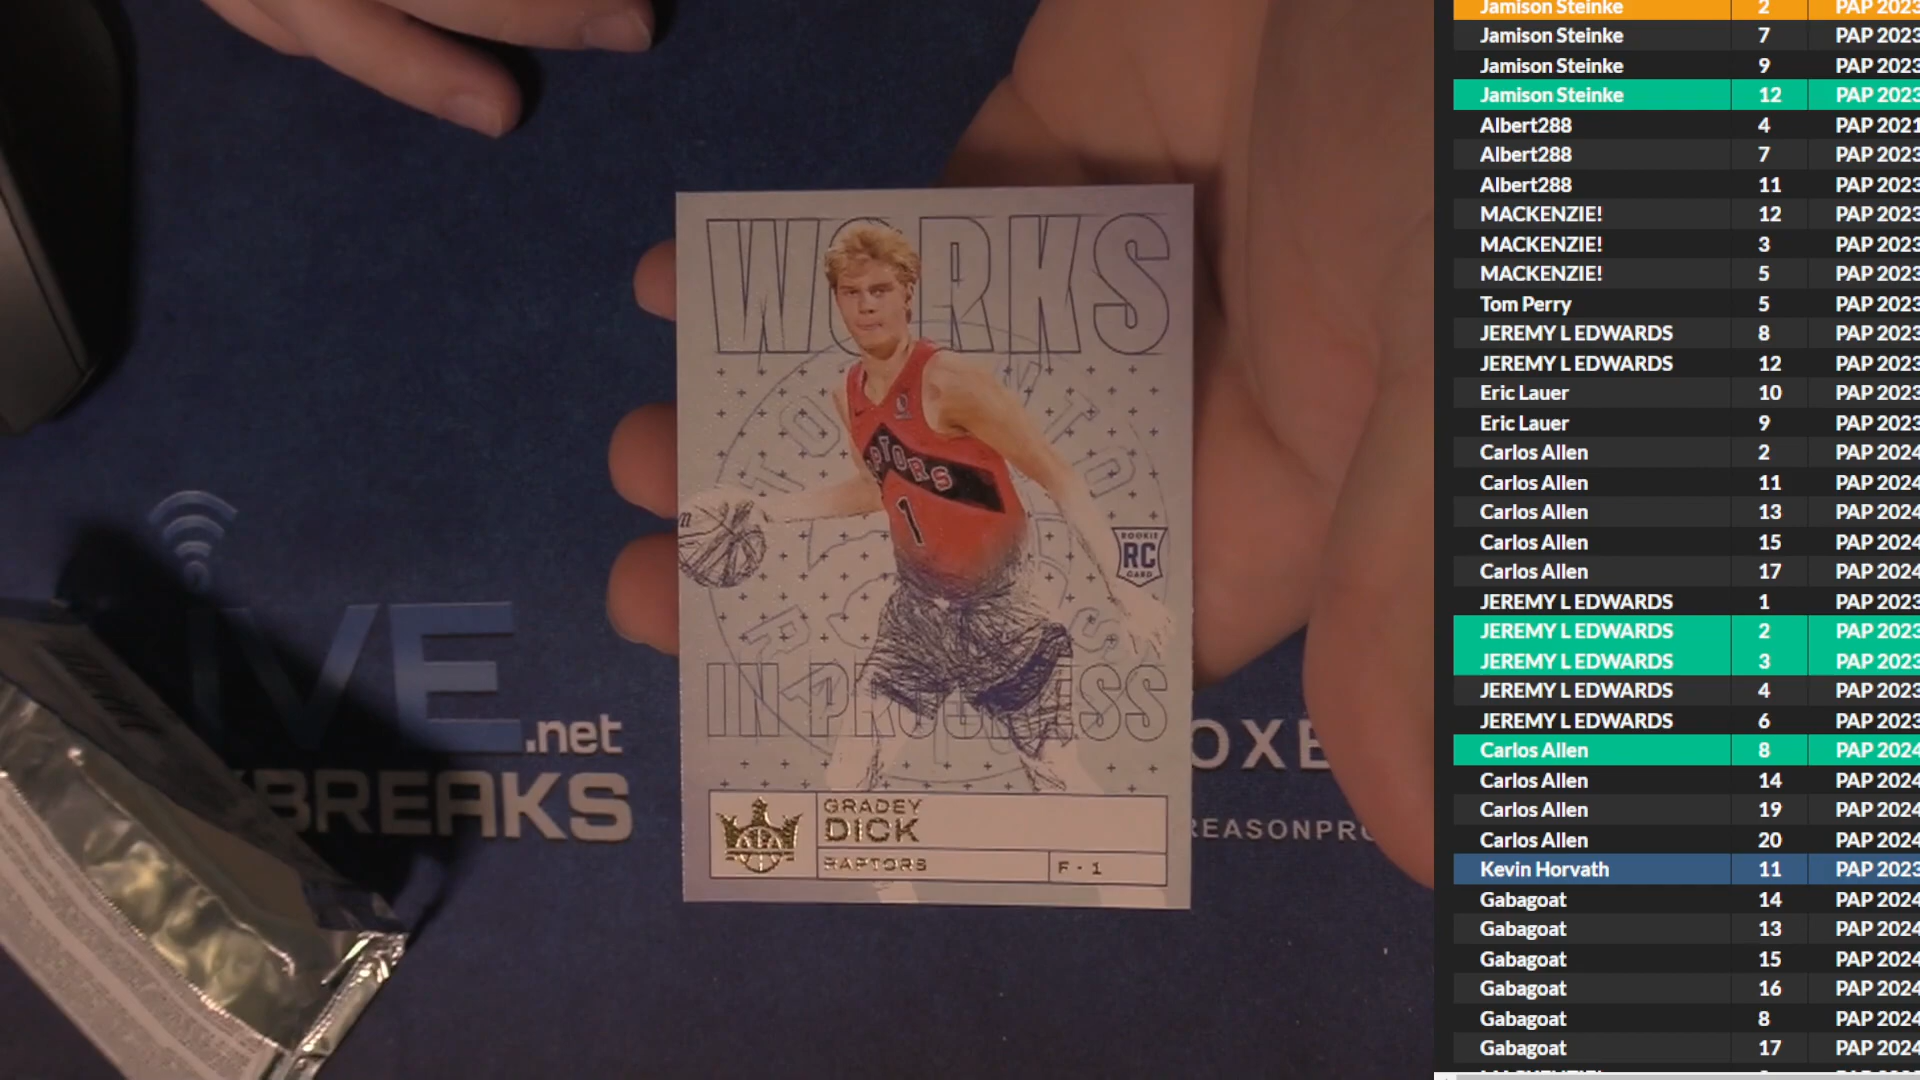 WORKS
TORONTO
RAPTORS
1
ROOKIE
RC
CARD
IN PROGRESS
GRADEY
DICK
RAPTORS
F - 1
.net
BREAKS
Jamison Steinke 2 PAP 2023
Jamison Steinke 7 PAP 2023
Jamison Steinke 9 PAP 2023
Jamison Steinke 12 PAP 2023
Albert288 4 PAP 2021
Albert288 7 PAP 2023
Albert288 11 PAP 2023
MACKENZIE! 12 PAP 2023
MACKENZIE! 3 PAP 2023
MACKENZIE! 5 PAP 2023
Tom Perry 5 PAP 2023
JEREMY L EDWARDS 8 PAP 2023
JEREMY L EDWARDS 12 PAP 2023
Eric Lauer 10 PAP 2023
Eric Lauer 9 PAP 2023
Carlos Allen 2 PAP 2024
Carlos Allen 11 PAP 2024
Carlos Allen 13 PAP 2024
Carlos Allen 15 PAP 2024
Carlos Allen 17 PAP 2024
JEREMY L EDWARDS 1 PAP 2023
JEREMY L EDWARDS 2 PAP 2023
JEREMY L EDWARDS 3 PAP 2023
JEREMY L EDWARDS 4 PAP 2023
JEREMY L EDWARDS 6 PAP 2023
Carlos Allen 8 PAP 2024
Carlos Allen 14 PAP 2024
Carlos Allen 19 PAP 2024
Carlos Allen 20 PAP 2024
Kevin Horvath 11 PAP 2023
Gabagoat 14 PAP 2024
Gabagoat 13 PAP 2024
Gabagoat 15 PAP 2024
Gabagoat 16 PAP 2024
Gabagoat 8 PAP 2024
Gabagoat 17 PAP 2024